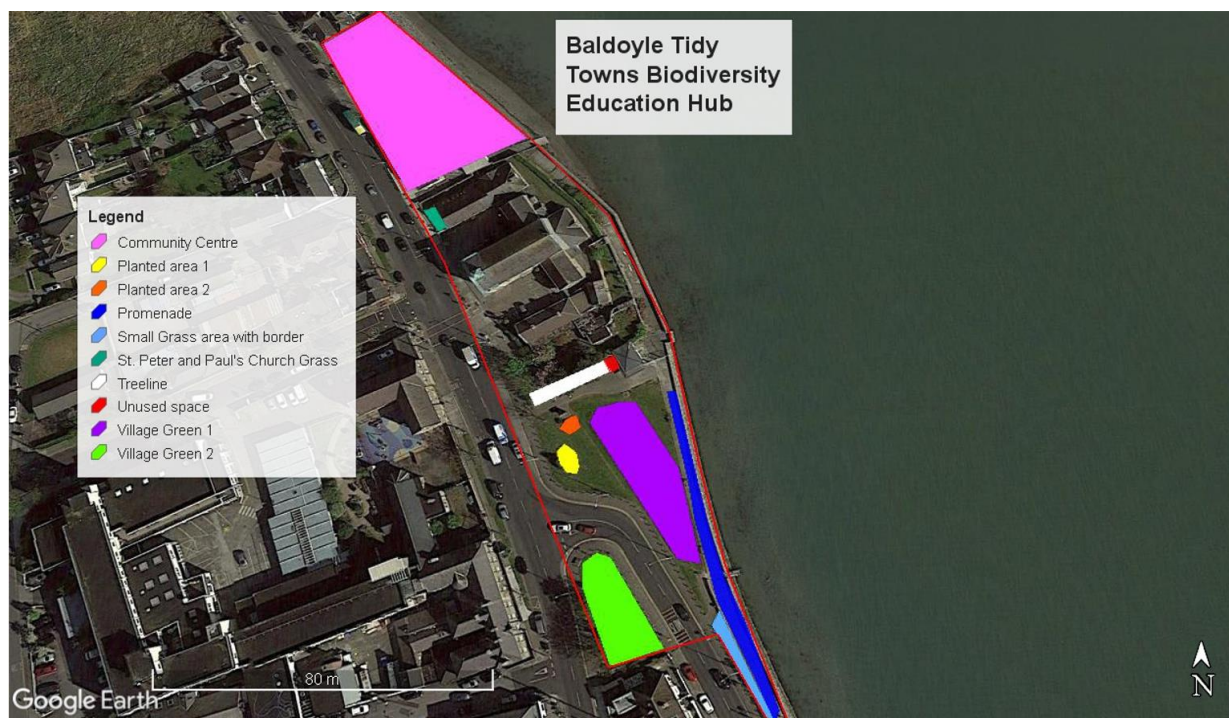 Baldoyle Tidy
Towns Biodiversity
Education Hub
Legend
Community Centre
Planted area 1
Planted area 2
Promenade
Small Grass area with border
St. Peter and Paul's Church Grass
Treeline
Unused space
Village Green 1
Village Green 2
80 m
Google Earth
N